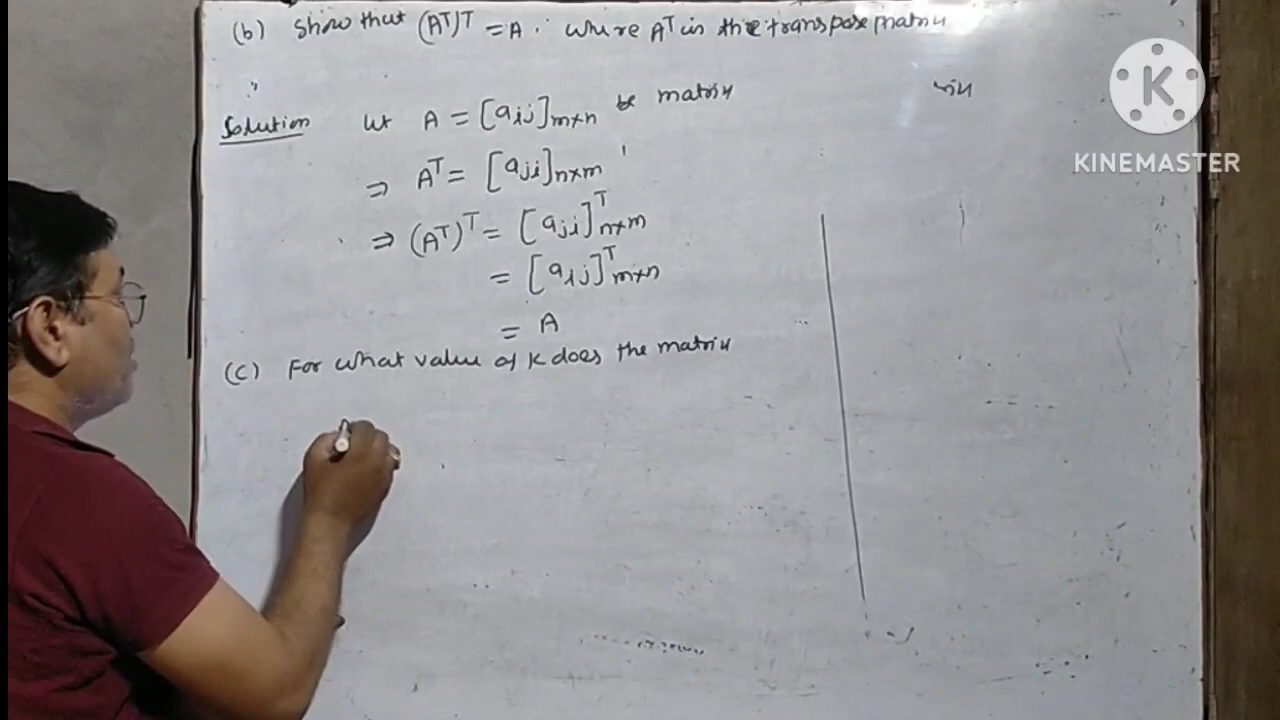 (b) Show that (Aᵀ)ᵀ = A. where Aᵀ is the transpose matrix
Solution Let A = [aij]m×n be matrix
⇒ Aᵀ = [aji]n×m
⇒ (Aᵀ)ᵀ = [aji]ᵀn×m
= [aij]ᵀm×n
= A
(c) For what value of K does the matrix
K
KINEMASTER